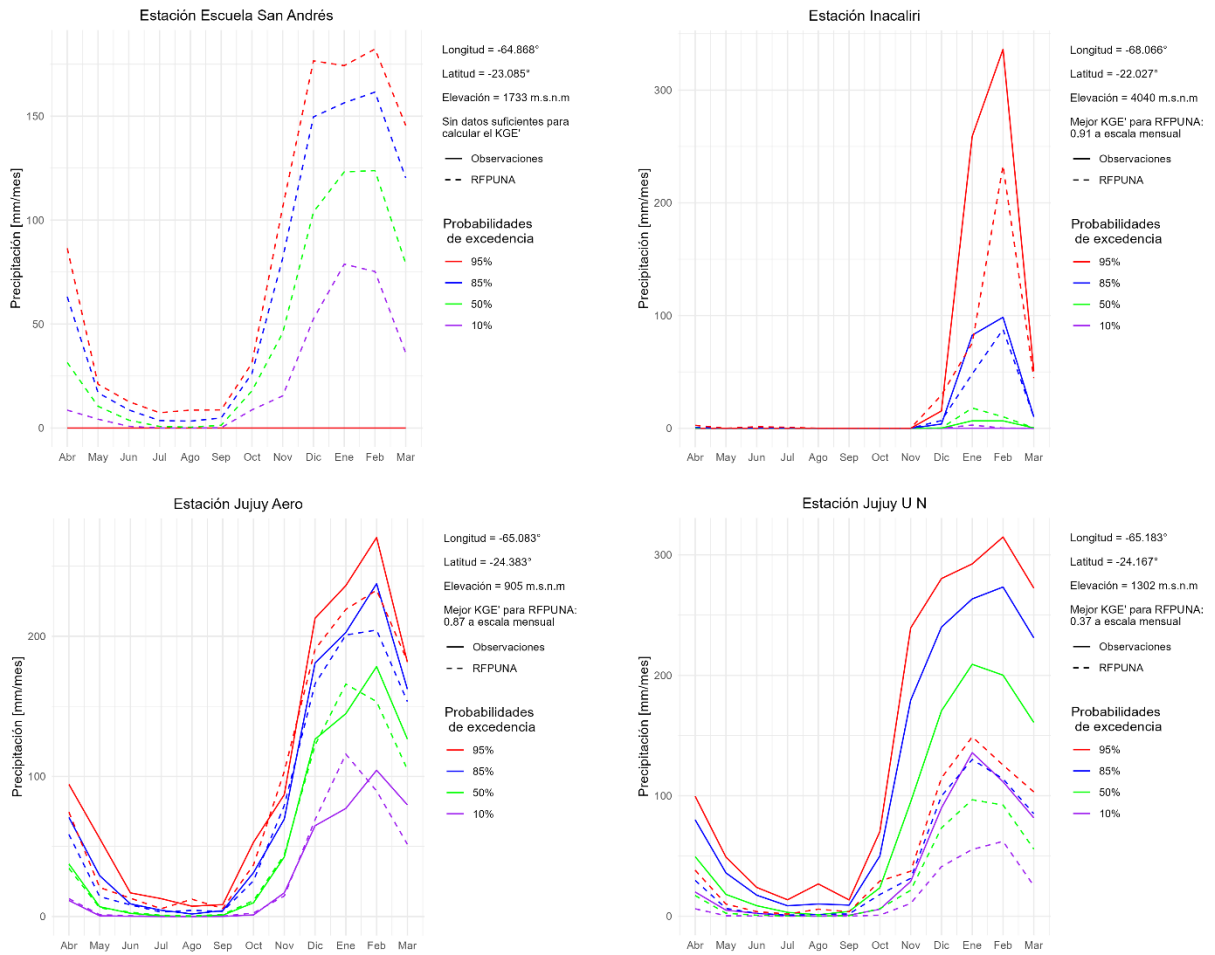 Estación Escuela San Andrés
Precipitación [mm/mes]
150
100
50
0
Abr May Jun Jul Ago Sep Oct Nov Dic Ene Feb Mar
Longitud = -64.868°
Latitud = -23.085°
Elevación = 1733 m.s.n.m
Sin datos suficientes para
calcular el KGE'
Observaciones
RFPUNA
Probabilidades
de excedencia
95%
85%
50%
10%
Estación Inacaliri
Precipitación [mm/mes]
300
200
100
0
Abr May Jun Jul Ago Sep Oct Nov Dic Ene Feb Mar
Longitud = -68.066°
Latitud = -22.027°
Elevación = 4040 m.s.n.m
Mejor KGE' para RFPUNA:
0.91 a escala mensual
Observaciones
RFPUNA
Probabilidades
de excedencia
95%
85%
50%
10%
Estación Jujuy Aero
Precipitación [mm/mes]
200
100
0
Abr May Jun Jul Ago Sep Oct Nov Dic Ene Feb Mar
Longitud = -65.083°
Latitud = -24.383°
Elevación = 905 m.s.n.m
Mejor KGE' para RFPUNA:
0.87 a escala mensual
Observaciones
RFPUNA
Probabilidades
de excedencia
95%
85%
50%
10%
Estación Jujuy U N
Precipitación [mm/mes]
300
200
100
0
Abr May Jun Jul Ago Sep Oct Nov Dic Ene Feb Mar
Longitud = -65.183°
Latitud = -24.167°
Elevación = 1302 m.s.n.m
Mejor KGE' para RFPUNA:
0.37 a escala mensual
Observaciones
RFPUNA
Probabilidades
de excedencia
95%
85%
50%
10%